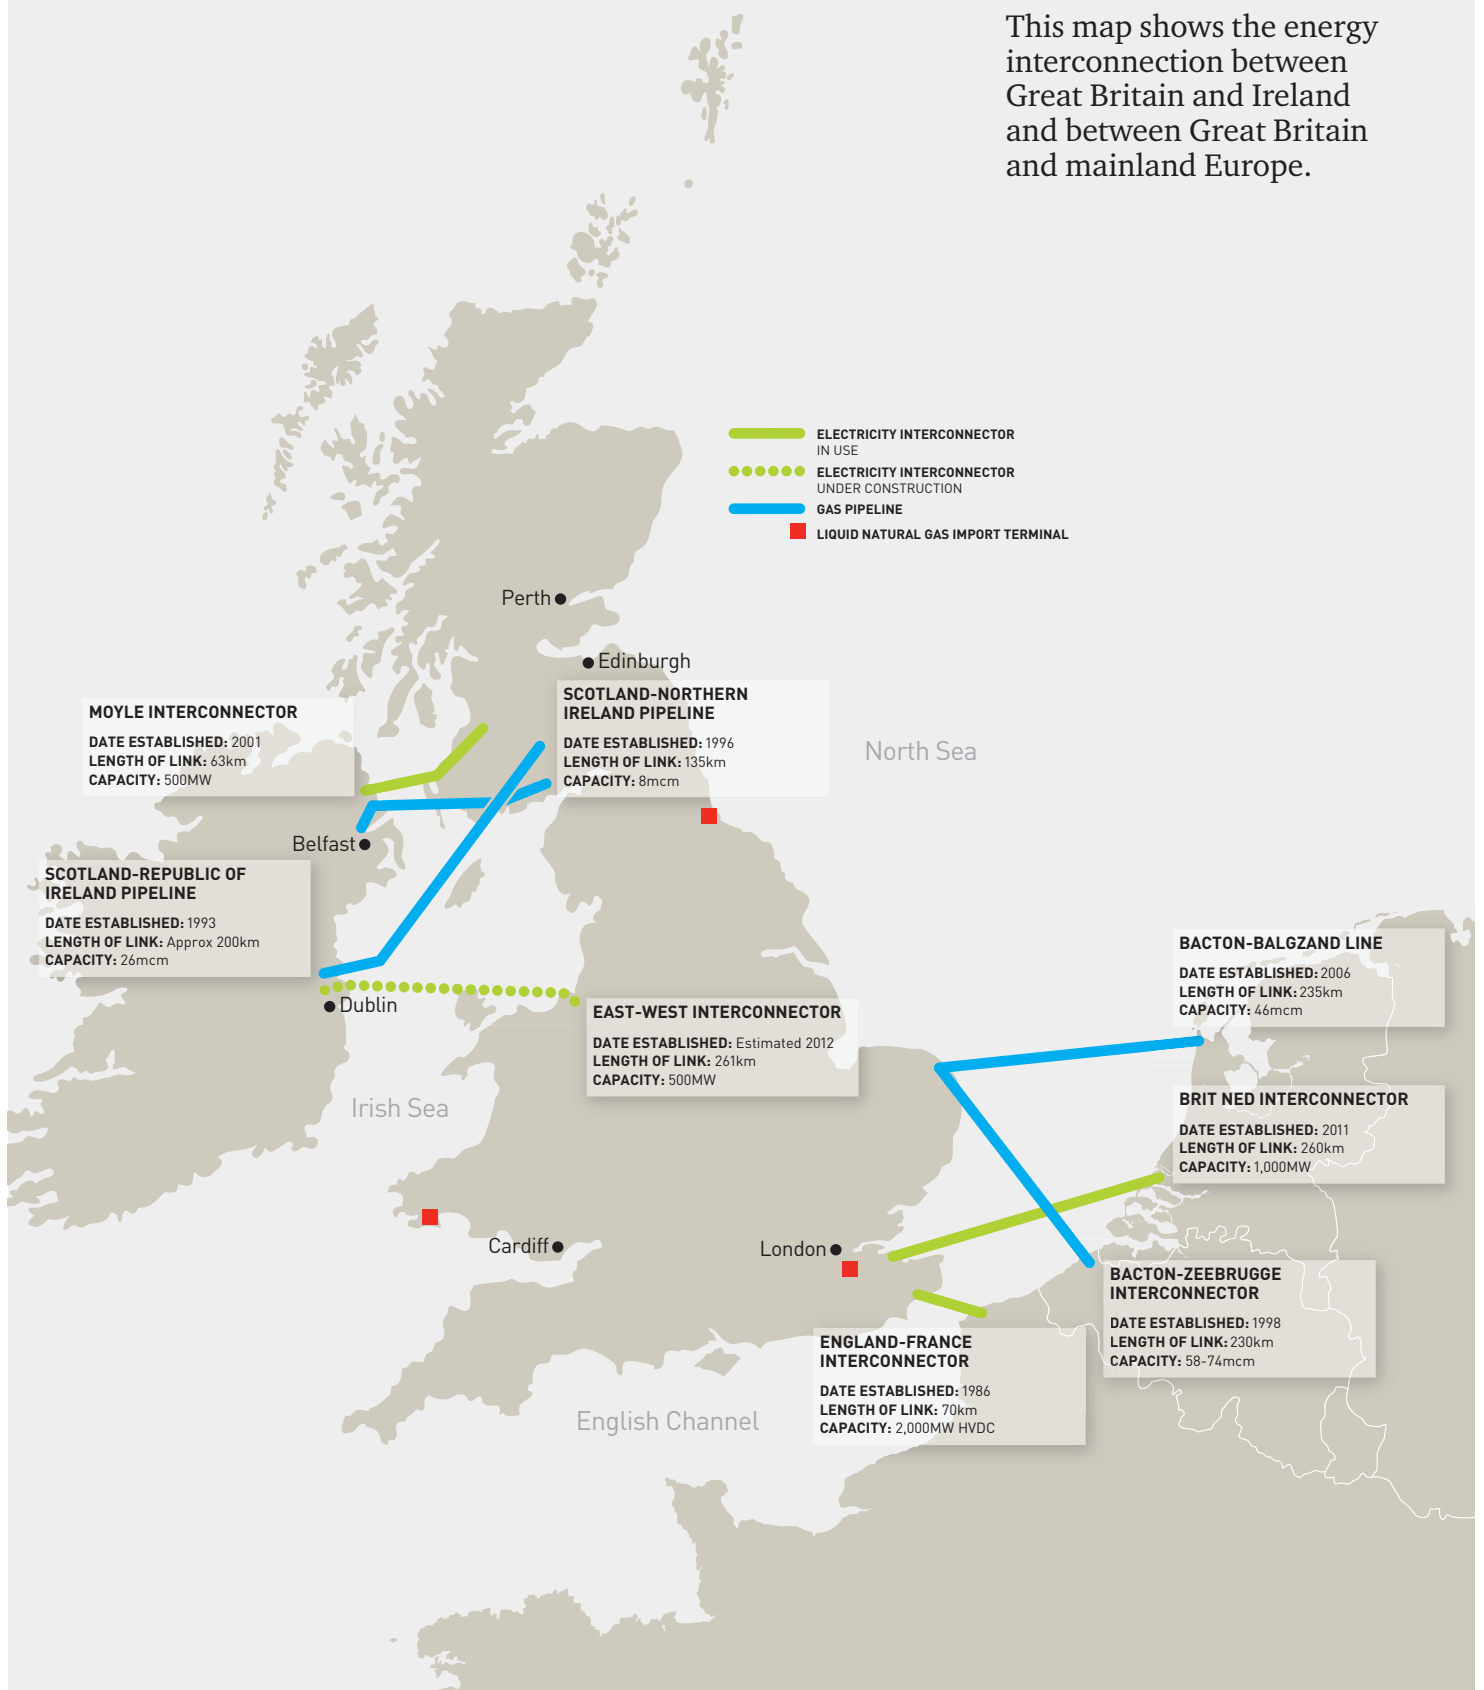 This map shows the energy
interconnection between
Great Britain and Ireland
and between Great Britain
and mainland Europe.
ELECTRICITY INTERCONNECTOR
IN USE
ELECTRICITY INTERCONNECTOR
UNDER CONSTRUCTION
GAS PIPELINE
LIQUID NATURAL GAS IMPORT TERMINAL
Perth
Edinburgh
SCOTLAND-NORTHERN
IRELAND PIPELINE
DATE ESTABLISHED: 1996
LENGTH OF LINK: 135km
CAPACITY: 8mcm
MOYLE INTERCONNECTOR
DATE ESTABLISHED: 2001
LENGTH OF LINK: 63km
CAPACITY: 500MW
North Sea
Belfast
SCOTLAND-REPUBLIC OF
IRELAND PIPELINE
DATE ESTABLISHED: 1993
LENGTH OF LINK: Approx 200km
CAPACITY: 26mcm
BACTON-BALGZAND LINE
DATE ESTABLISHED: 2006
LENGTH OF LINK: 235km
CAPACITY: 46mcm
Dublin
EAST-WEST INTERCONNECTOR
DATE ESTABLISHED: Estimated 2012
LENGTH OF LINK: 261km
CAPACITY: 500MW
Irish Sea
BRIT NED INTERCONNECTOR
DATE ESTABLISHED: 2011
LENGTH OF LINK: 260km
CAPACITY: 1,000MW
Cardiff
London
BACTON-ZEEBRUGGE
INTERCONNECTOR
DATE ESTABLISHED: 1998
LENGTH OF LINK: 230km
CAPACITY: 58-74mcm
ENGLAND-FRANCE
INTERCONNECTOR
DATE ESTABLISHED: 1986
LENGTH OF LINK: 70km
CAPACITY: 2,000MW HVDC
English Channel